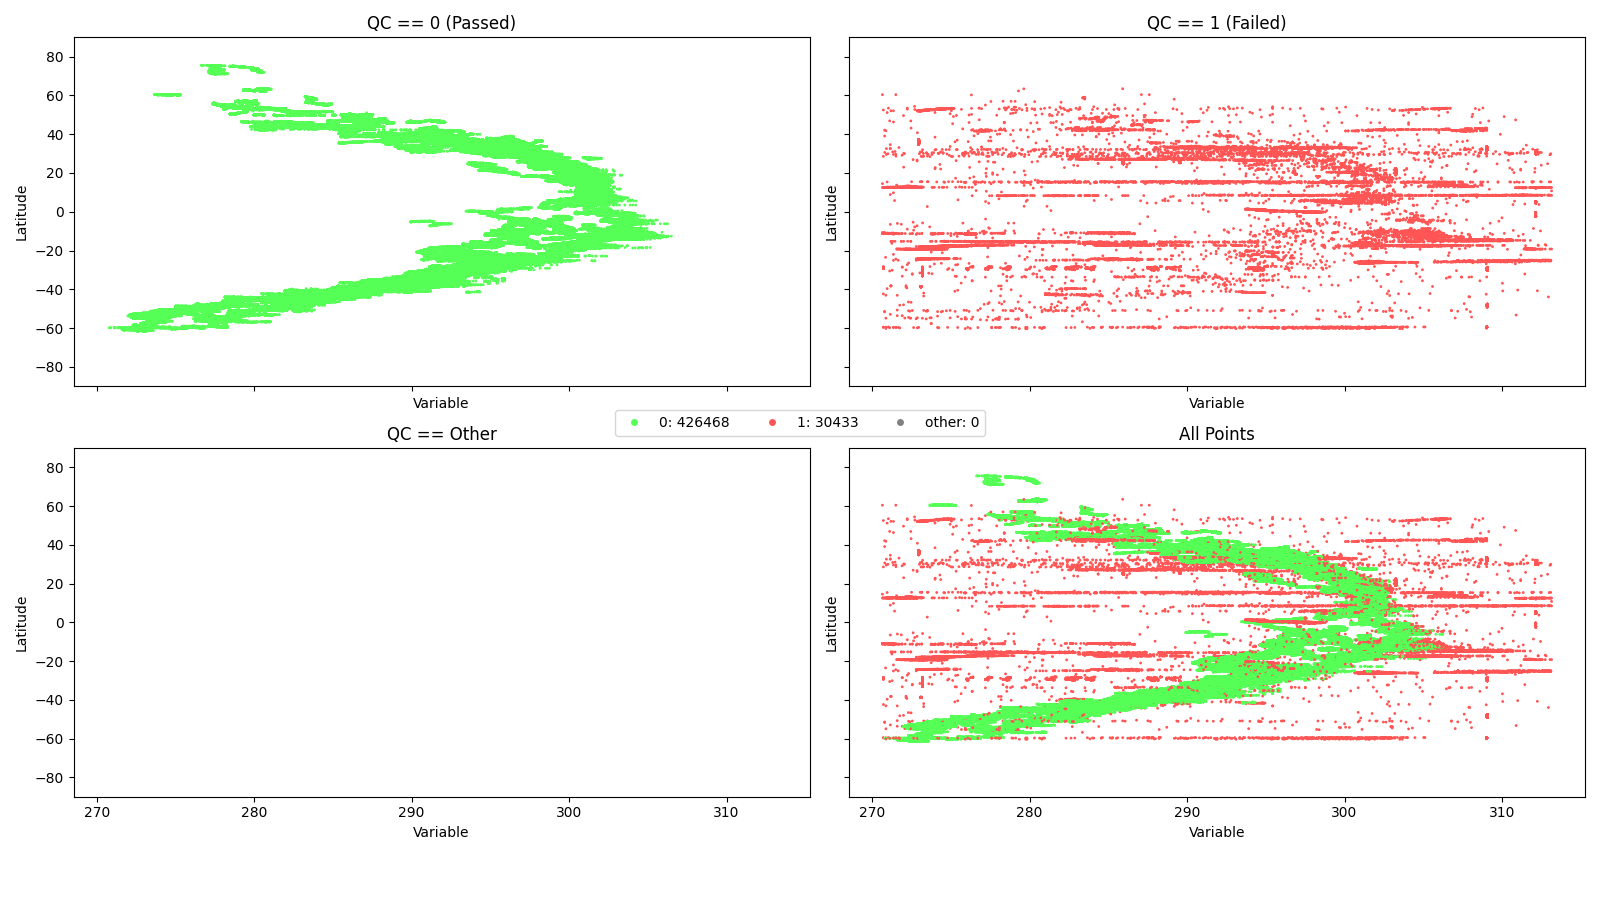 QC == 0 (Passed)
QC == 1 (Failed)
80
60
40
20
0
−20
−40
−60
−80
Latitude
Latitude
Variable
Variable
0: 426468 1: 30433 other: 0
QC == Other
All Points
80
60
40
20
0
−20
−40
−60
−80
Latitude
Latitude
270 280 290 300 310
270 280 290 300 310
Variable
Variable